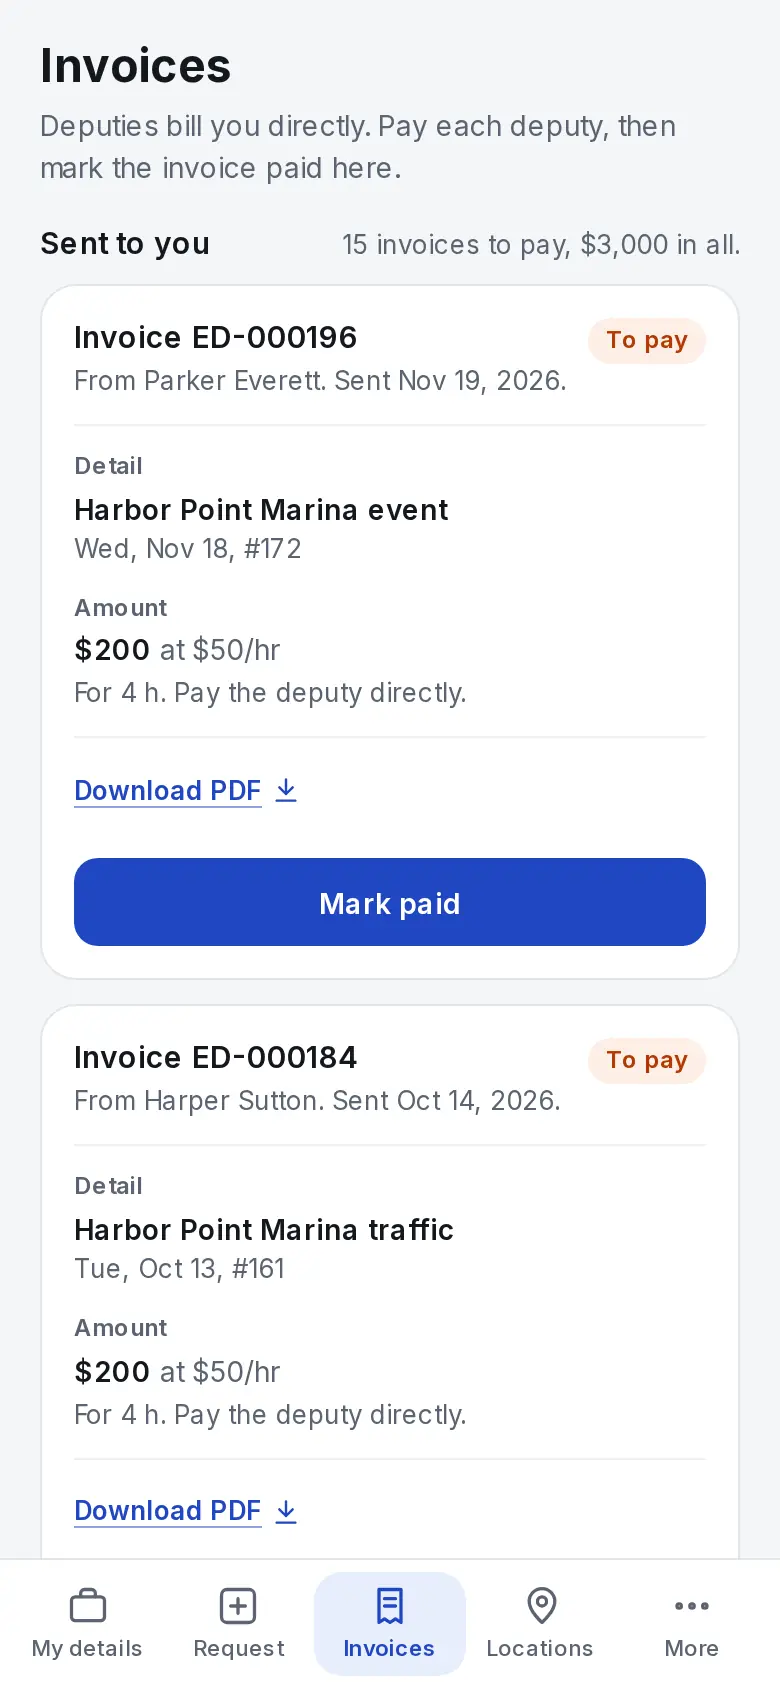 Invoices
Deputies bill you directly. Pay each deputy, then
mark the invoice paid here.
Sent to you
15 invoices to pay, $3,000 in all.
Invoice ED-000196
To pay
From Parker Everett. Sent Nov 19, 2026.
Detail
Harbor Point Marina event
Wed, Nov 18, #172
Amount
$200 at $50/hr
For 4 h. Pay the deputy directly.
Download PDF
Mark paid
Invoice ED-000184
To pay
From Harper Sutton. Sent Oct 14, 2026.
Detail
Harbor Point Marina traffic
Tue, Oct 13, #161
Amount
$200 at $50/hr
For 4 h. Pay the deputy directly.
Download PDF
My details
Request
Invoices
Locations
More